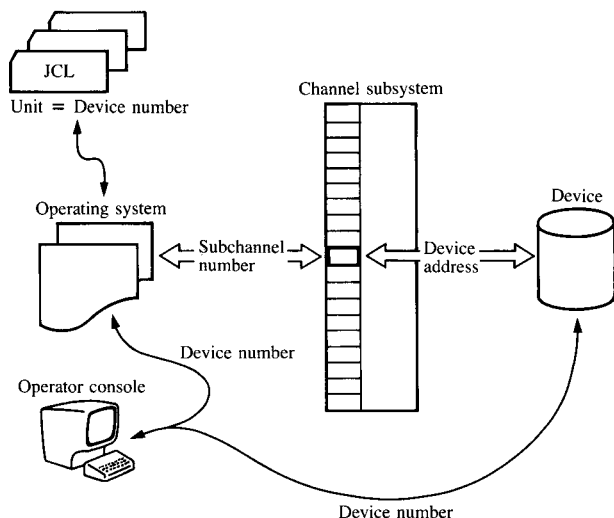 JCL
Unit = Device number
Channel subsystem
Operating system
Device
Subchannel
number
Device
address
Device number
Operator console
Device number